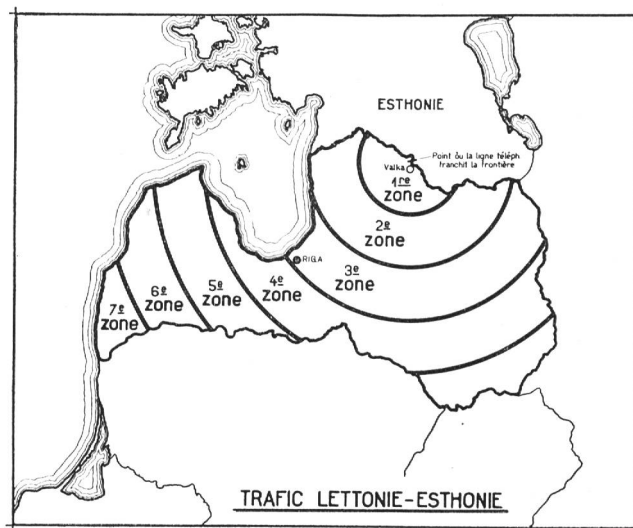 ESTHONIE
Point òu la ligne téléph
franchit la frontière
Valka
1re
zone
2e
zone
RIGA
3e
zone
4e
zone
5e
zone
6e
zone
7e
zone
TRAFIC LETTONIE-ESTHONIE